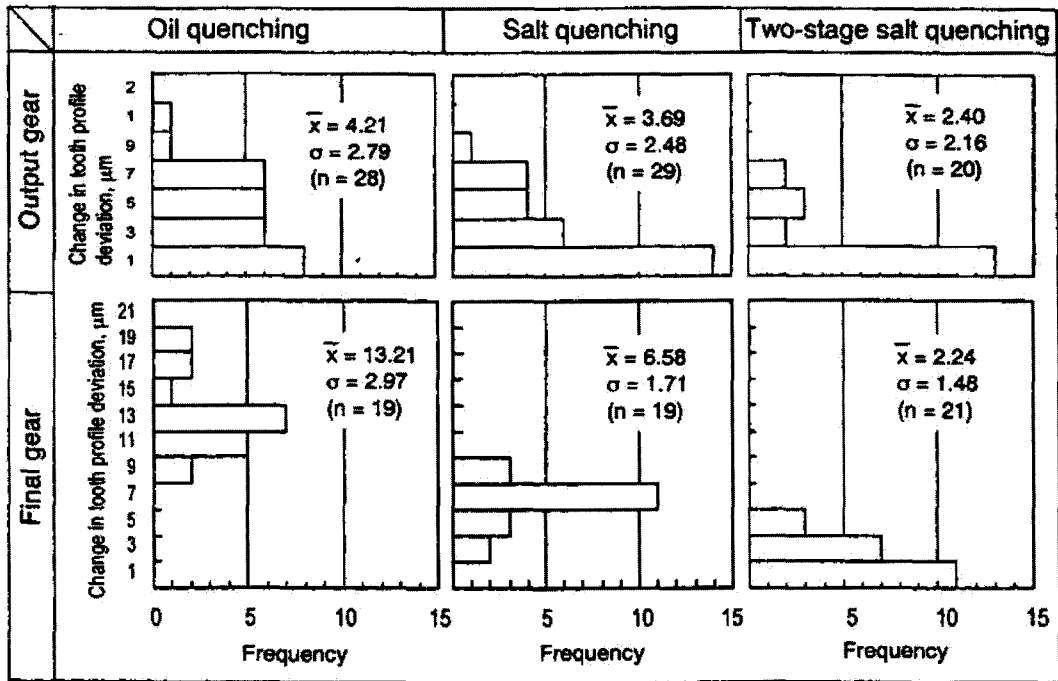 Oil quenching
Salt quenching
Two-stage salt quenching
Output gear
Change in tooth profile
deviation, μm
2
1
9
7
5
3
1
x̄ = 4.21
σ = 2.79
(n = 28)
x̄ = 3.69
σ = 2.48
(n = 29)
x̄ = 2.40
σ = 2.16
(n = 20)
Final gear
Change in tooth profile deviation, μm
21
19
17
15
13
11
9
7
5
3
1
x̄ = 13.21
σ = 2.97
(n = 19)
x̄ = 6.58
σ = 1.71
(n = 19)
x̄ = 2.24
σ = 1.48
(n = 21)
0 5 10 15 5 10 15 5 10 15
Frequency
Frequency
Frequency